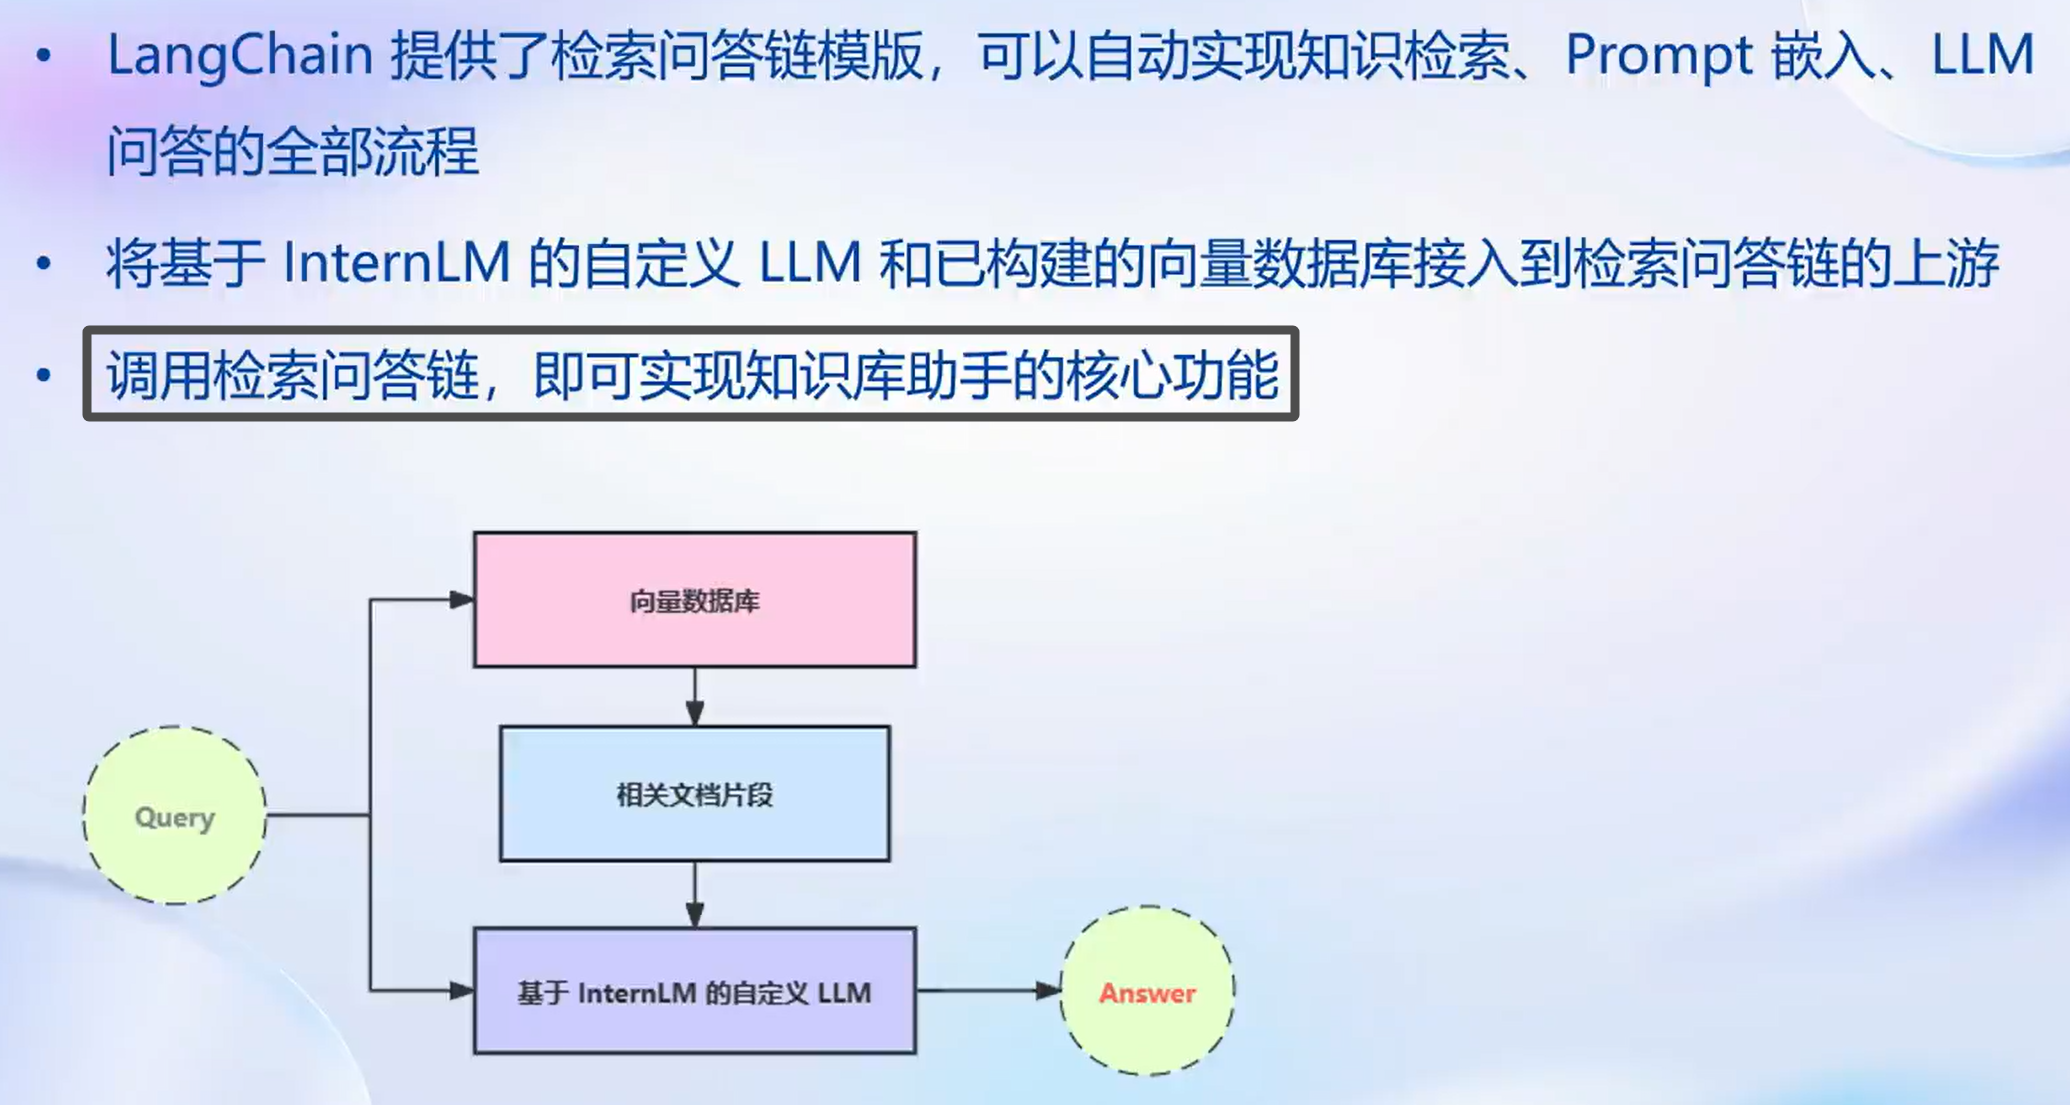 • LangChain 提供了检索问答链模版，可以自动实现知识检索、Prompt 嵌入、LLM
问答的全部流程
• 将基于 InternLM 的自定义 LLM 和已构建的向量数据库接入到检索问答链的上游
• 调用检索问答链，即可实现知识库助手的核心功能
向量数据库
相关文档片段
Query
基于 InternLM 的自定义 LLM
Answer